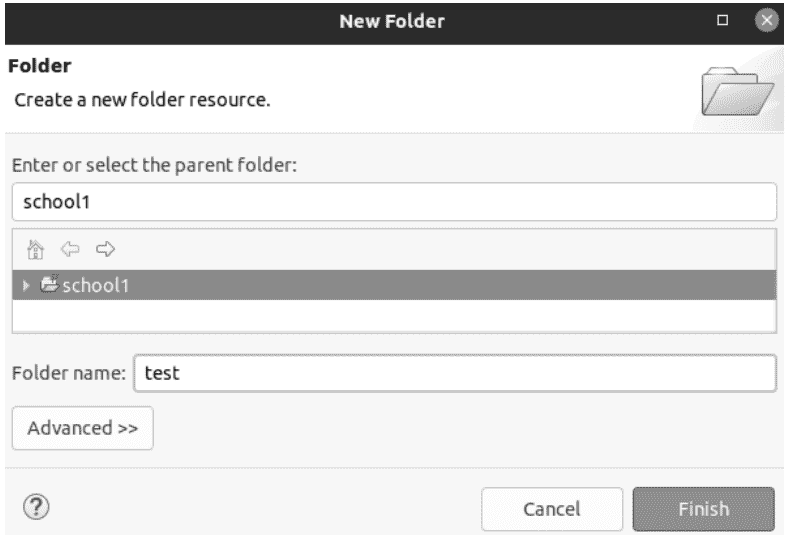 New Folder
Folder
Create a new folder resource.
Enter or select the parent folder:
school1
school1
Folder name: test
Advanced >>
? Cancel Finish